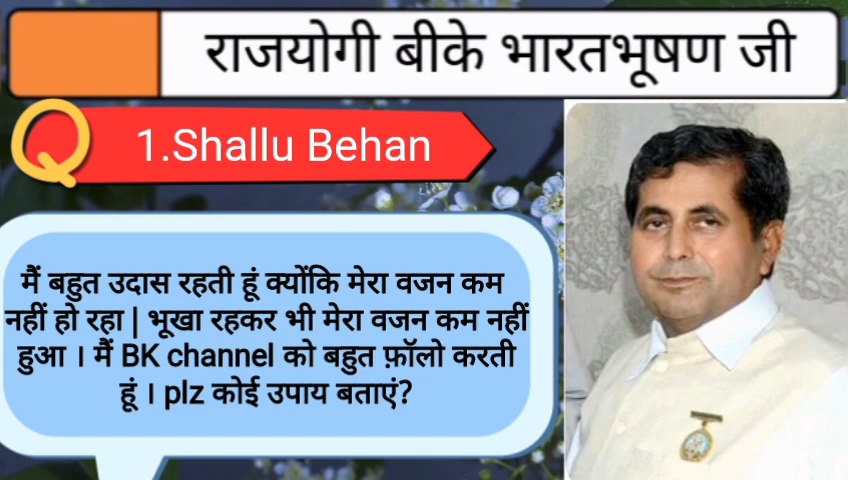 राजयोगी बीके भारतभूषण जी
Q 1.Shallu Behan
मैं बहुत उदास रहती हूं क्योंकि मेरा वजन कम
नहीं हो रहा | भूखा रहकर भी मेरा वजन कम नहीं
हुआ । मैं BK channel को बहुत फ़ॉलो करती
हूं । plz कोई उपाय बताएं?